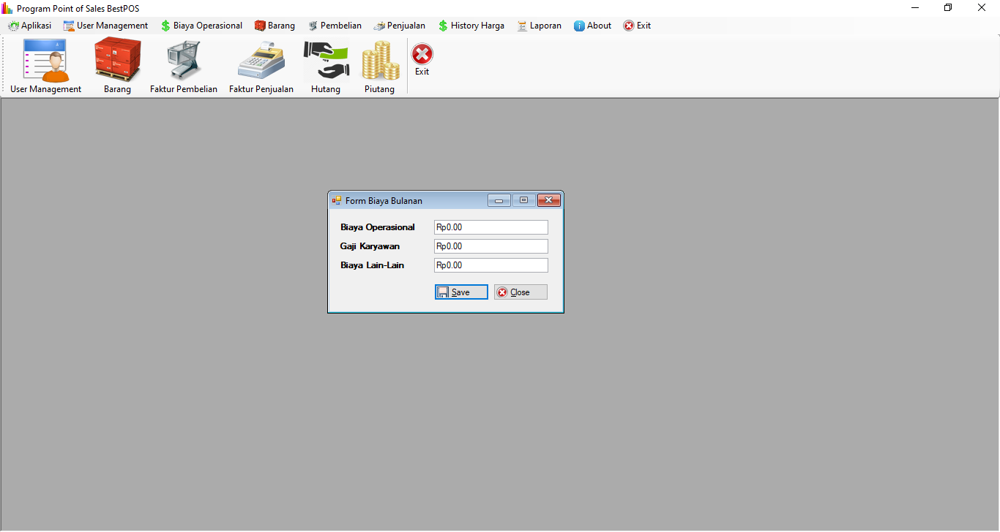 Program Point of Sales BestPOS
Aplikasi User Management Biaya Operasional Barang Pembelian Penjualan History Harga Laporan About Exit
User Management Barang Faktur Pembelian Faktur Penjualan Hutang Piutang Exit
Form Biaya Bulanan
Biaya Operasional Rp0.00
Gaji Karyawan Rp0.00
Biaya Lain-Lain Rp0.00
Save Close